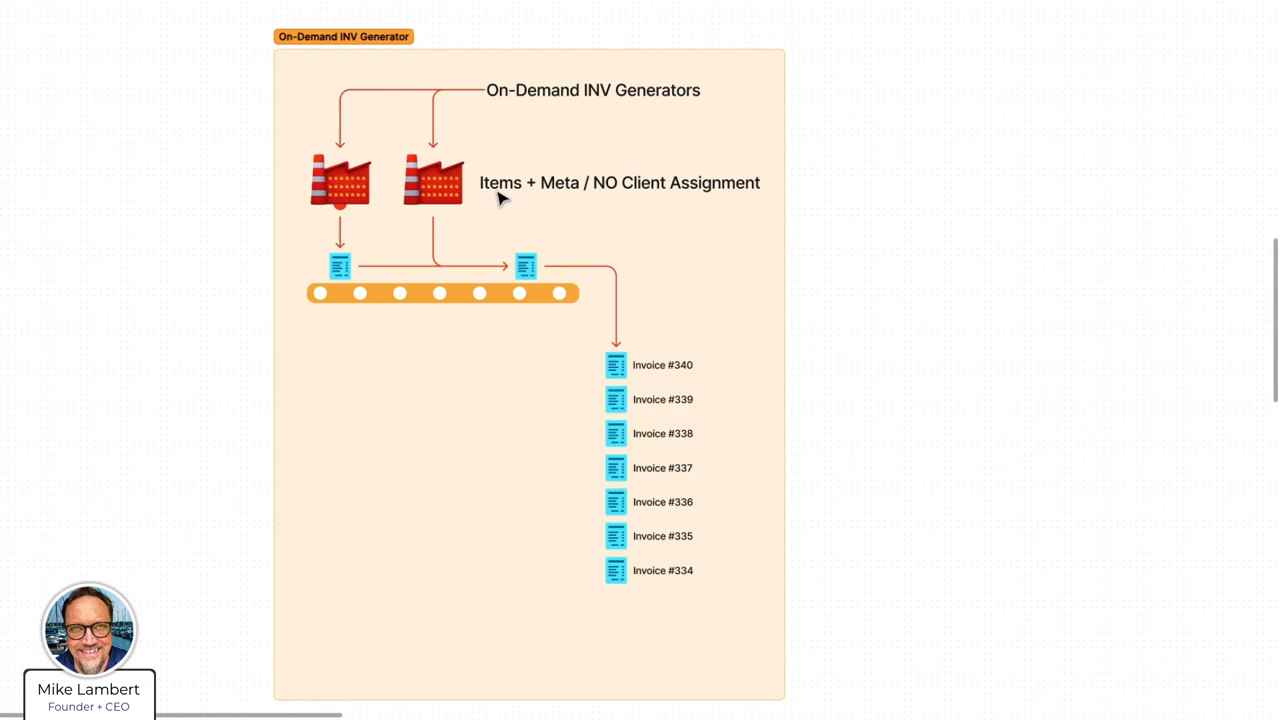 On-Demand INV Generator
On-Demand INV Generators
Items + Meta / NO Client Assignment
Invoice #340
Invoice #339
Invoice #338
Invoice #337
Invoice #336
Invoice #335
Invoice #334
Mike Lambert
Founder + CEO